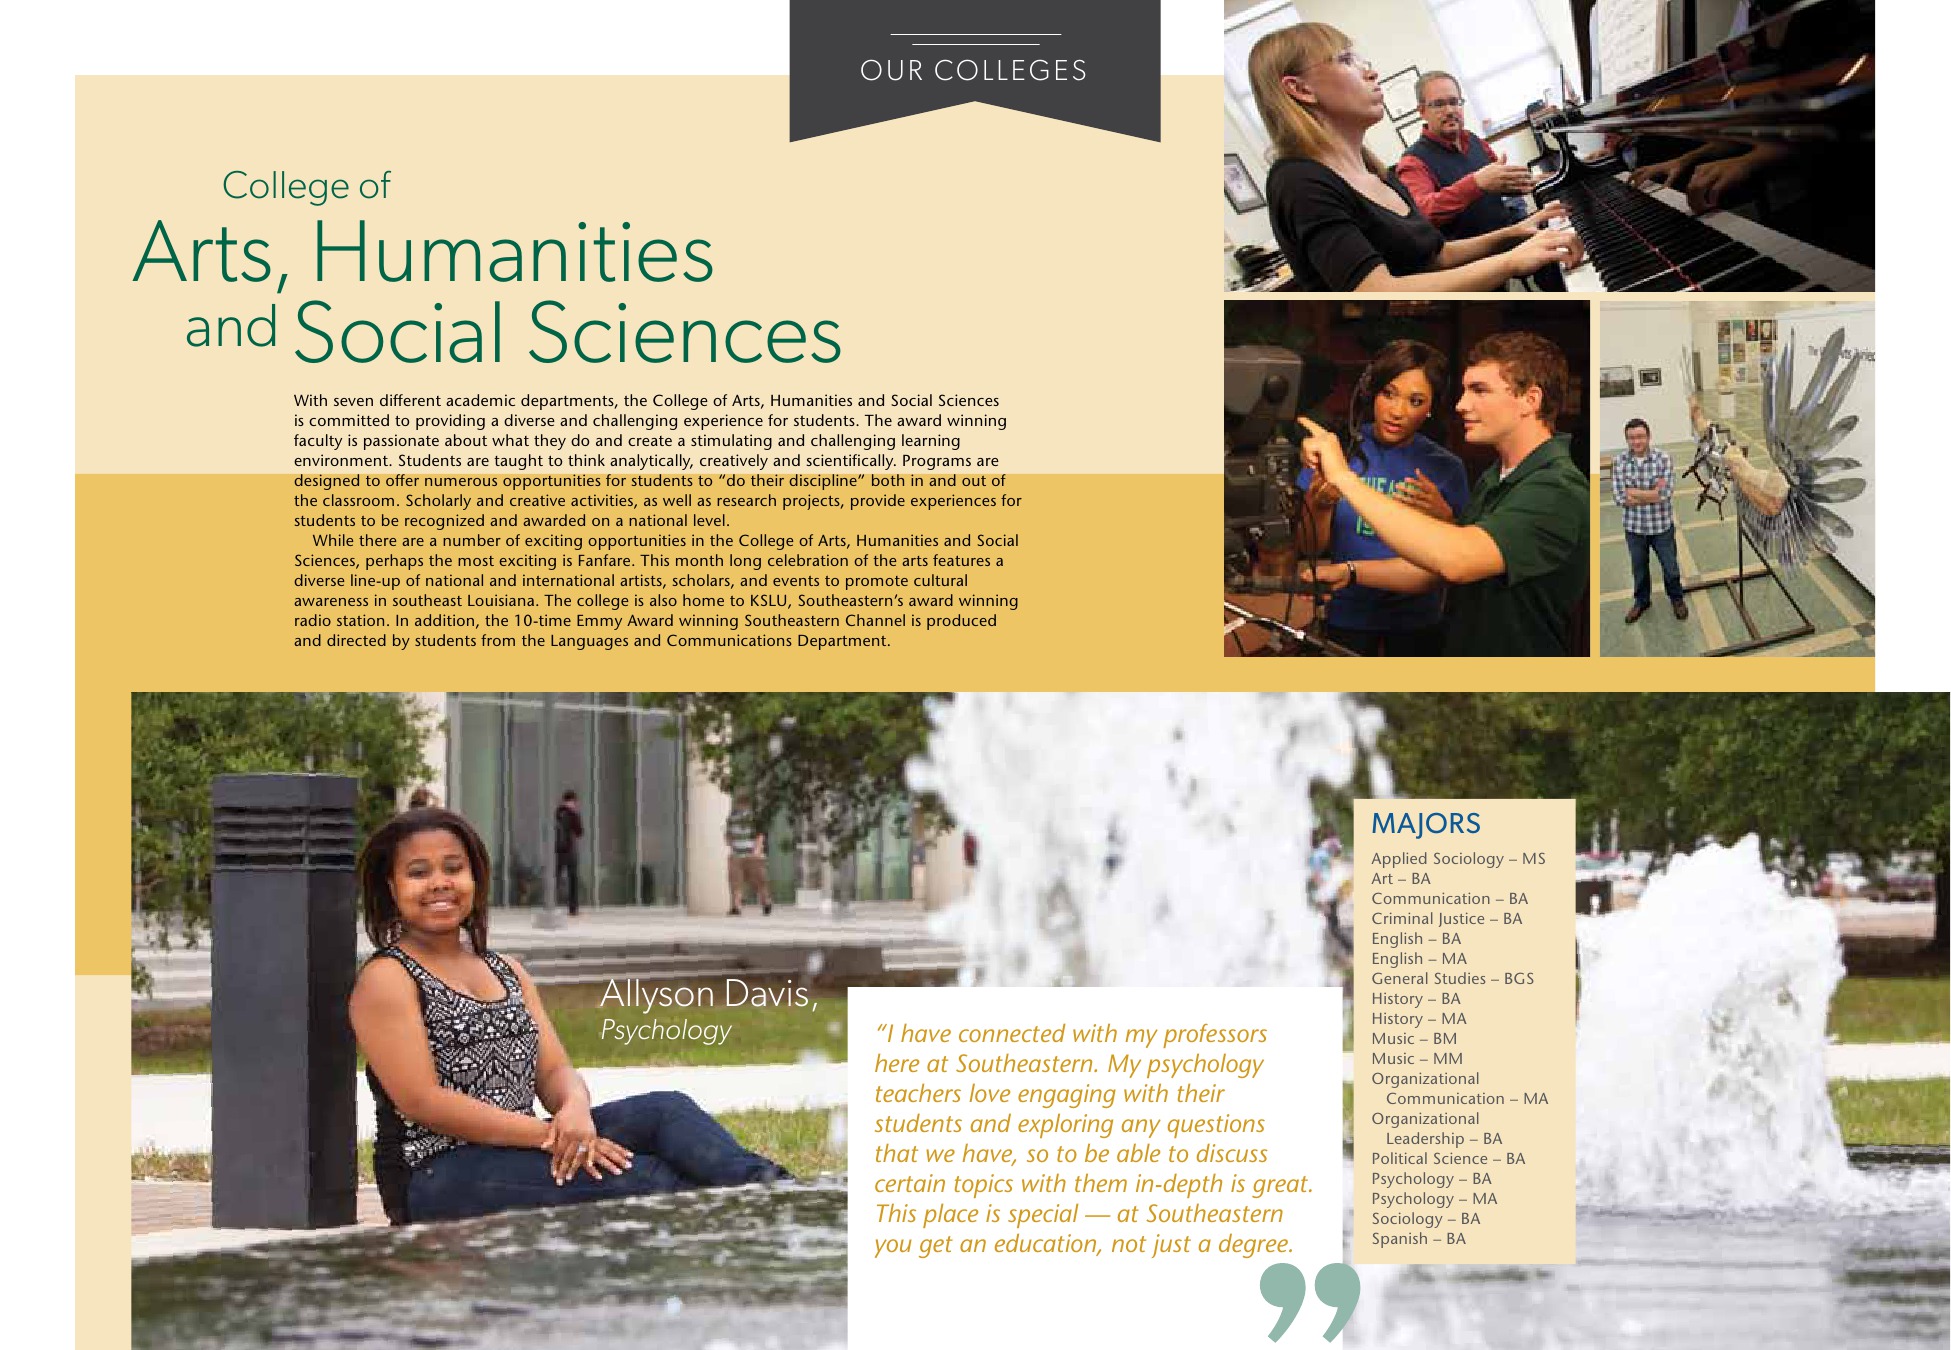 OUR COLLEGES
College of
Arts, Humanities
and Social Sciences
With seven different academic departments, the College of Arts, Humanities and Social Sciences
is committed to providing a diverse and challenging experience for students. The award winning
faculty is passionate about what they do and create a stimulating and challenging learning
environment. Students are taught to think analytically, creatively and scientifically. Programs are
designed to offer numerous opportunities for students to “do their discipline” both in and out of
the classroom. Scholarly and creative activities, as well as research projects, provide experiences for
students to be recognized and awarded on a national level.
While there are a number of exciting opportunities in the College of Arts, Humanities and Social
Sciences, perhaps the most exciting is Fanfare. This month long celebration of the arts features a
diverse line-up of national and international artists, scholars, and events to promote cultural
awareness in southeast Louisiana. The college is also home to KSLU, Southeastern’s award winning
radio station. In addition, the 10-time Emmy Award winning Southeastern Channel is produced
and directed by students from the Languages and Communications Department.
Allyson Davis,
Psychology
“I have connected with my professors
here at Southeastern. My psychology
teachers love engaging with their
students and exploring any questions
that we have, so to be able to discuss
certain topics with them in-depth is great.
This place is special — at Southeastern
you get an education, not just a degree.
”
MAJORS
Applied Sociology – MS
Art – BA
Communication – BA
Criminal Justice – BA
English – BA
English – MA
General Studies – BGS
History – BA
History – MA
Music – BM
Music – MM
Organizational
Communication – MA
Organizational
Leadership – BA
Political Science – BA
Psychology – BA
Psychology – MA
Sociology – BA
Spanish – BA